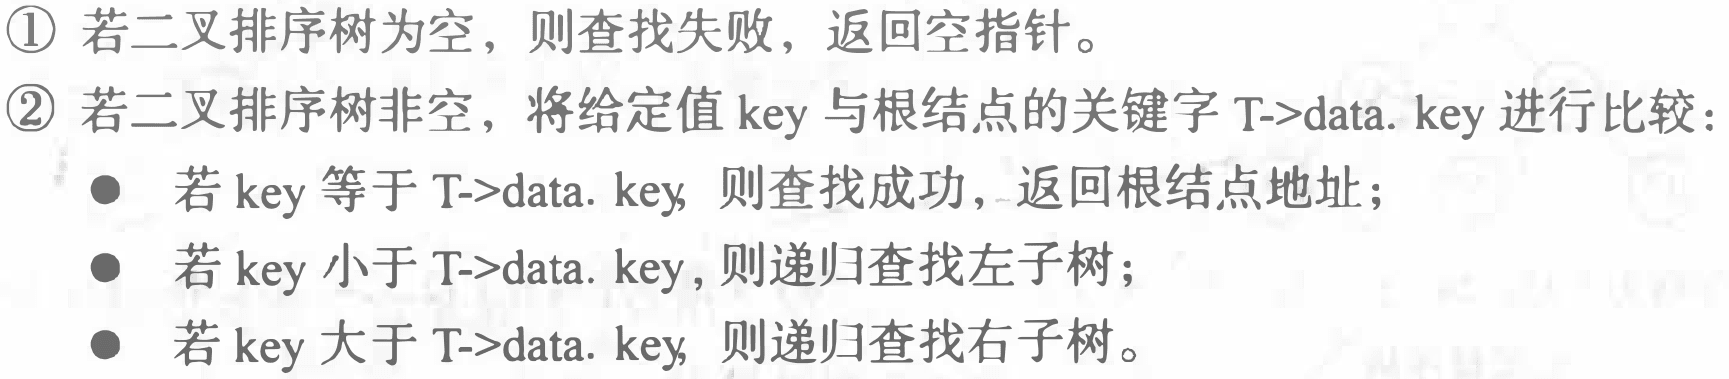 ① 若二叉排序树为空，则查找失败，返回空指针。
② 若二叉排序树非空，将给定值 key 与根结点的关键字 T->data. key 进行比较：
● 若 key 等于 T->data. key, 则查找成功，返回根结点地址；
● 若 key 小于 T->data. key, 则递归查找左子树；
● 若 key 大于 T->data. key, 则递归查找右子树。